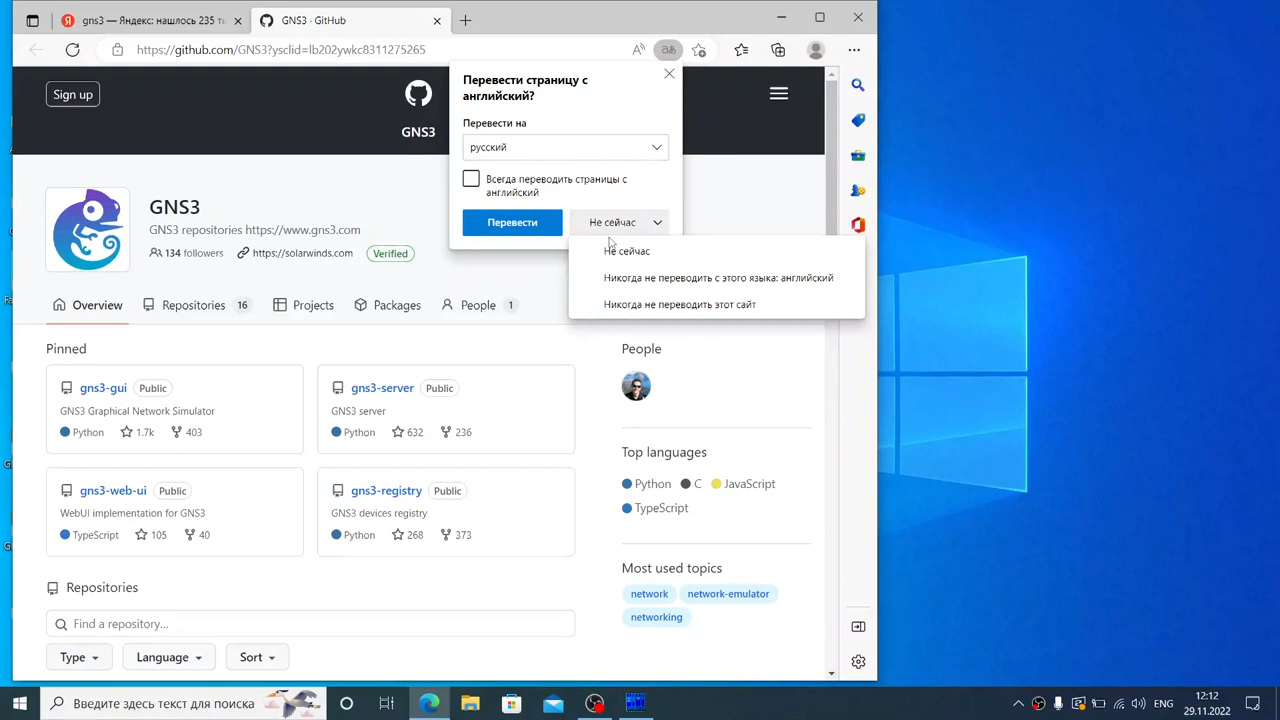 gns3 — Яндекс: нашлось 235 ты
GNS3 · GitHub
https://github.com/GNS3?ysclid=lb202ywkc8311275265
Sign up
GNS3
Перевести страницу с
английский?
Перевести на
русский
Всегда переводить страницы с
английский
Перевести
Не сейчас
Не сейчас
Никогда не переводить с этого языка: английский
Никогда не переводить этот сайт
GNS3
GNS3 repositories https://www.gns3.com
134 followers
https://solarwinds.com
Verified
Overview
Repositories 16
Projects
Packages
People 1
Pinned
gns3-gui Public
GNS3 Graphical Network Simulator
Python 1.7k 403
gns3-server Public
GNS3 server
Python 632 236
gns3-web-ui Public
WebUI implementation for GNS3
TypeScript 105 40
gns3-registry Public
GNS3 devices registry
Python 268 373
Repositories
Find a repository...
Type
Language
Sort
People
Top languages
Python C JavaScript
TypeScript
Most used topics
network network-emulator
networking
Введите здесь текст для поиска
12:12
29.11.2022